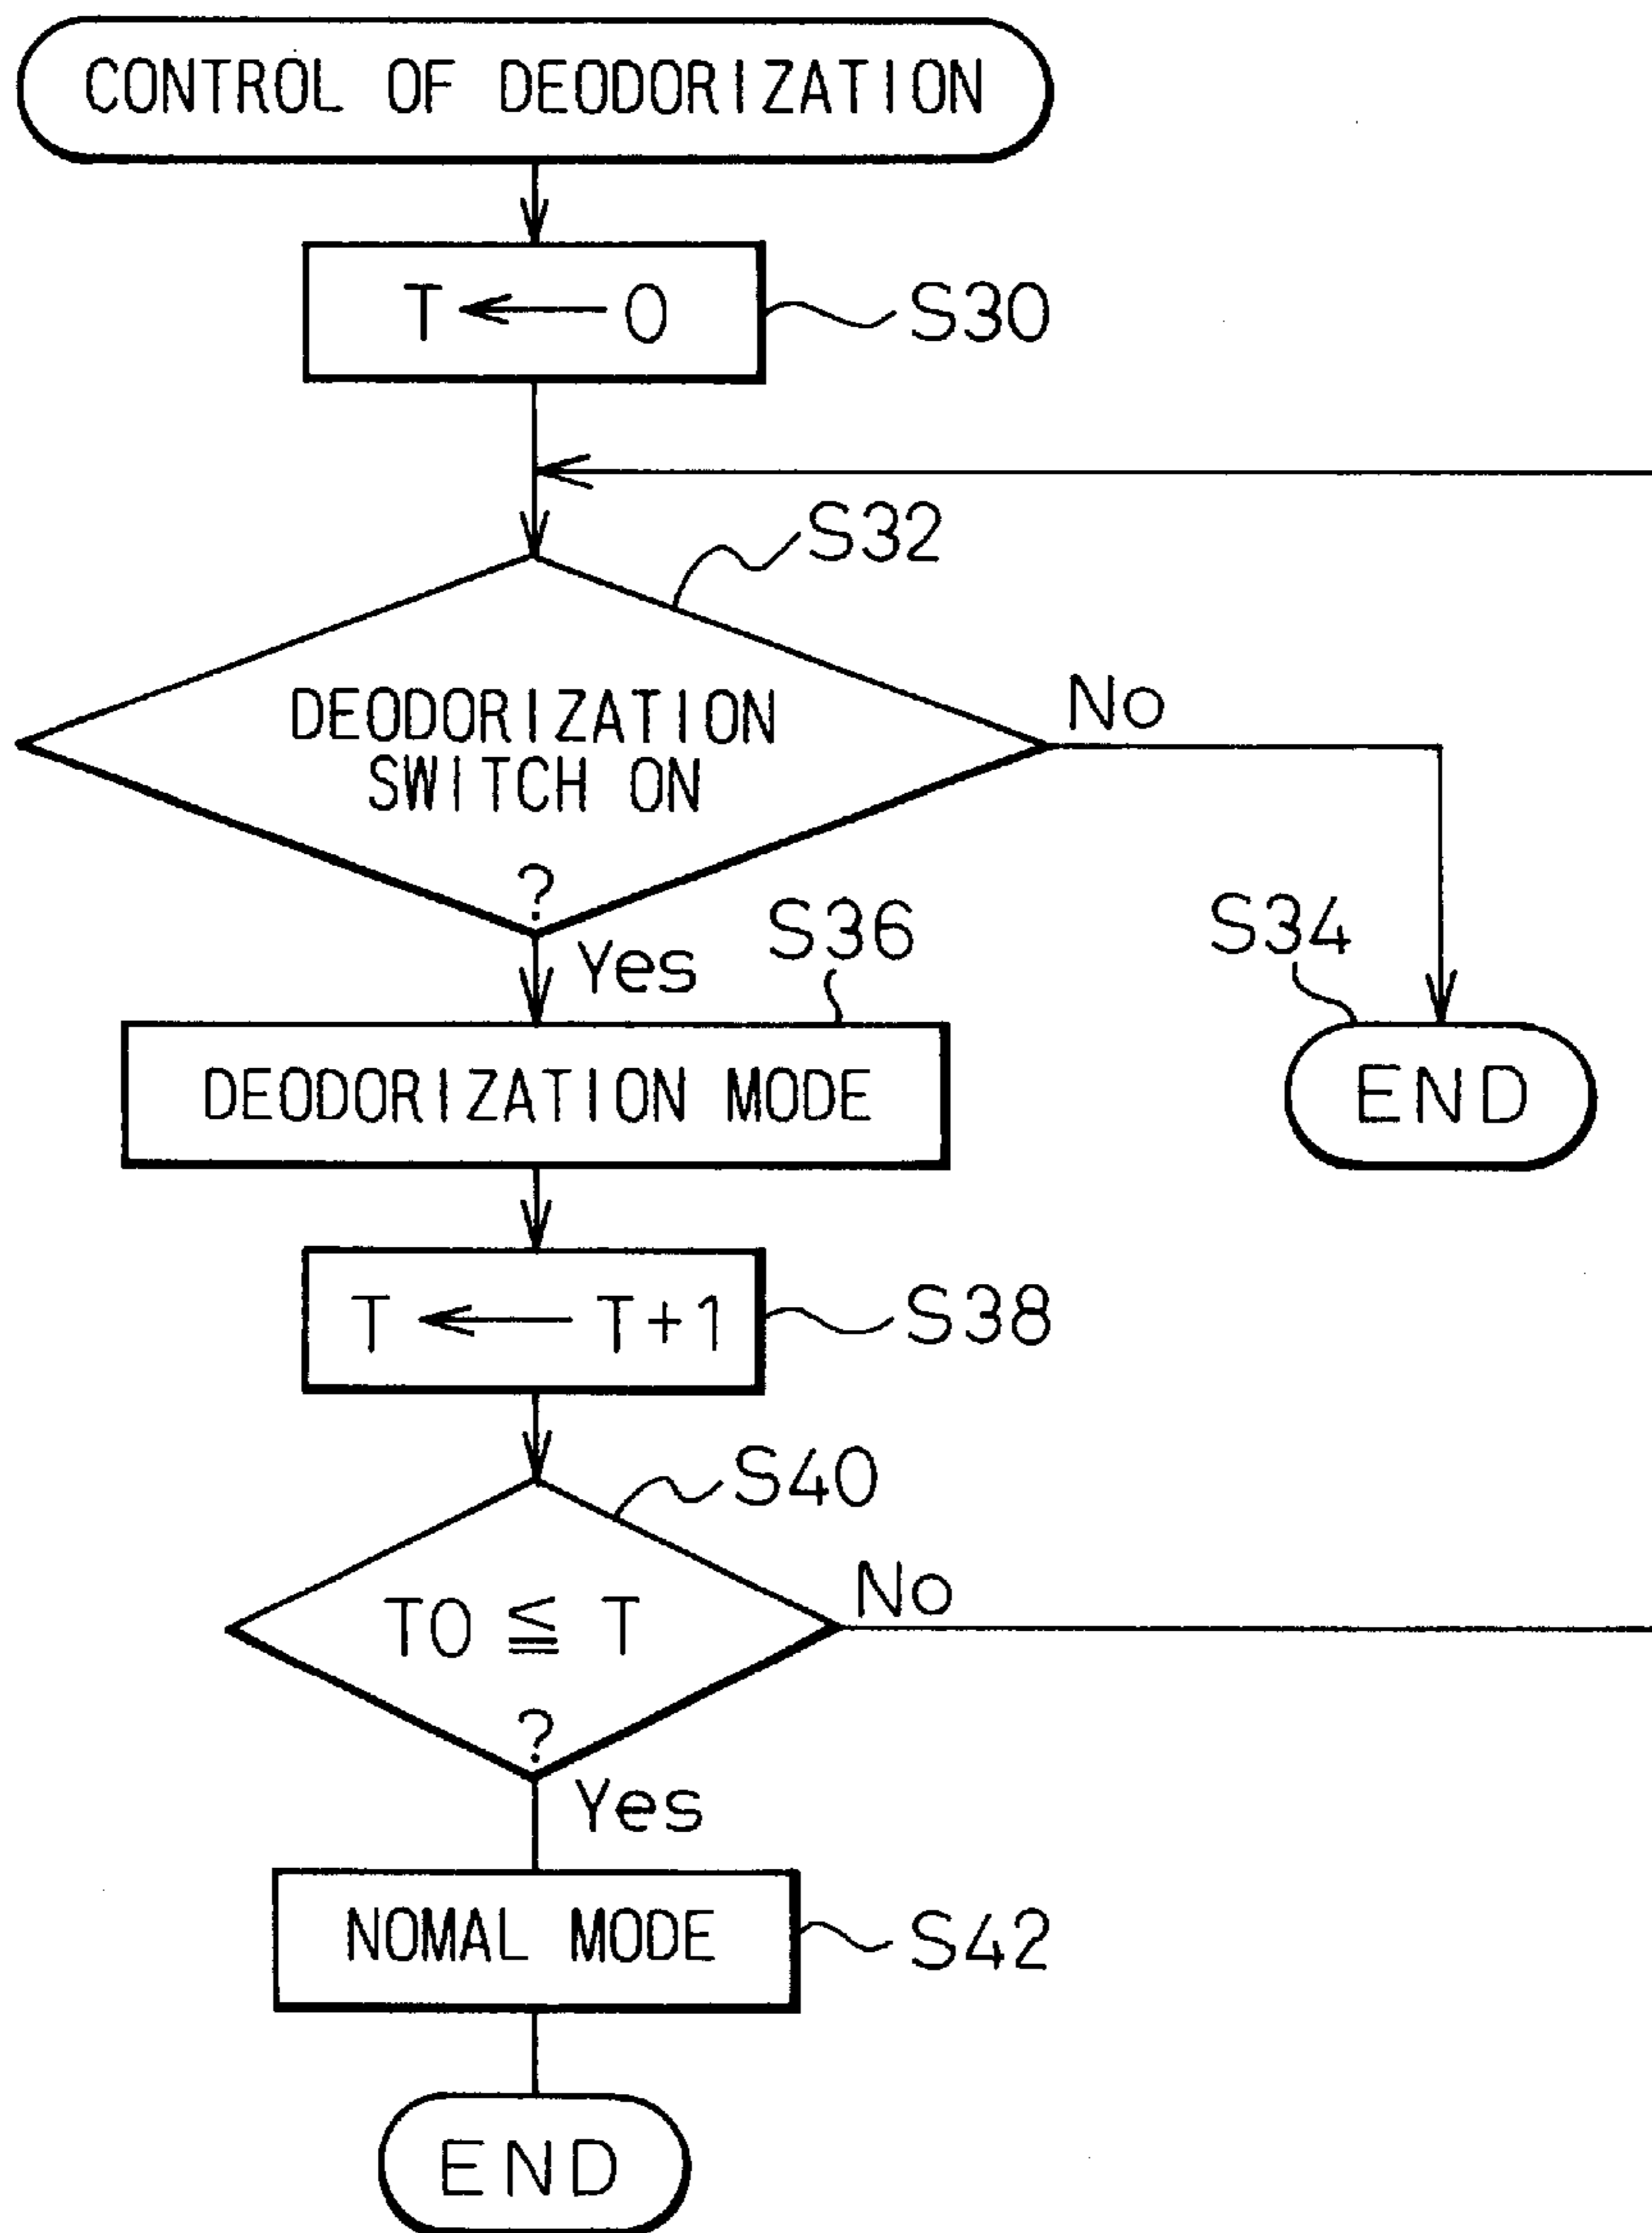 CONTROL OF DEODORIZATION
T ← 0
S30
S32
DEODORIZATION
SWITCH ON
?
No
Yes
S36
S34
DEODORIZATION MODE
END
T ← T+1
S38
S40
T0 ≦ T
?
No
Yes
NOMAL MODE
S42
END